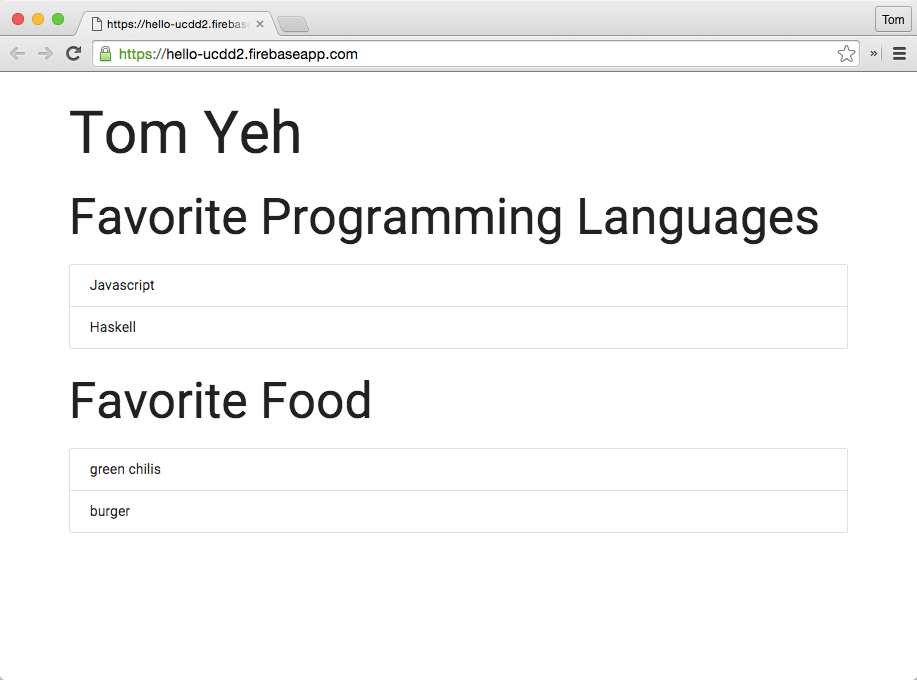 https://hello-ucdd2.firebase
Tom
https://hello-ucdd2.firebaseapp.com
Tom Yeh
Favorite Programming Languages
Javascript
Haskell
Favorite Food
green chilis
burger